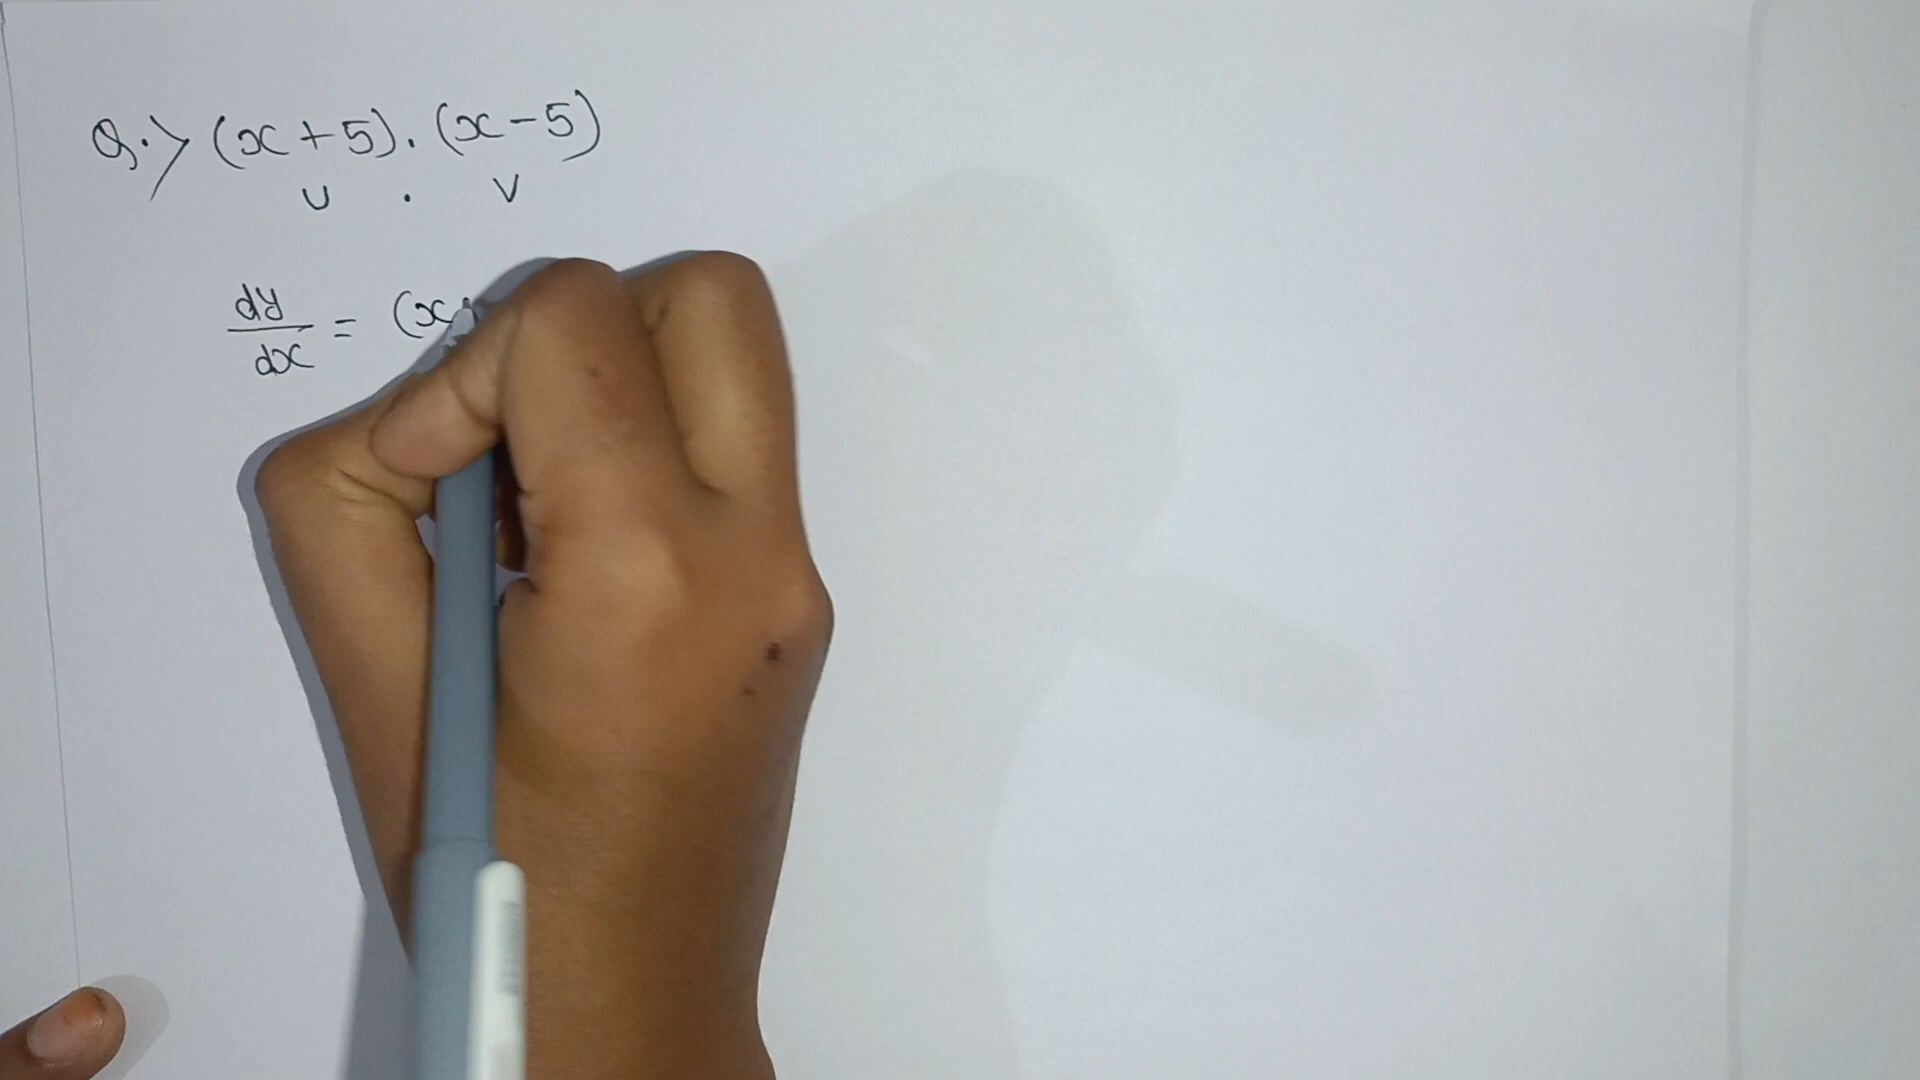 Q.> (x+5).(x-5)
u . v
dy/dx = (x